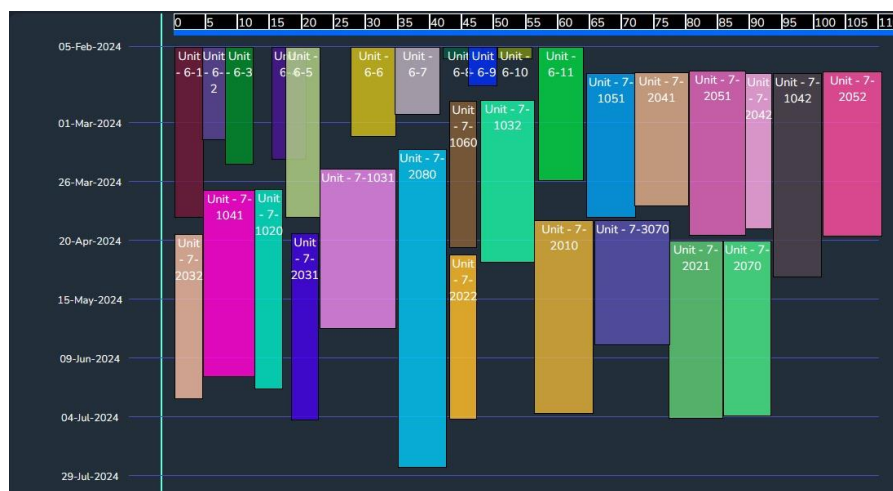 0 5 10 15 20 25 30 35 40 45 50 55 60 65 70 75 80 85 90 95 100 105 11
05-Feb-2024
Unit
- 6-1
Unit
- 6-
2
Unit
- 6-3
Uni
6-
Unit
- 6-5
Unit -
6-6
Unit -
6-7
Unit
- 6-8
Unit
- 6-9
Unit -
6-10
Unit -
6-11
Unit - 7-
1051
Unit - 7-
2041
Unit - 7-
2051
Unit
- 7-
2042
Unit - 7-
1042
Unit - 7-
2052
01-Mar-2024
Unit
- 7-
1060
Unit - 7-
1032
Unit - 7-
2080
26-Mar-2024
Unit - 7-1031
Unit - 7-
1041
Unit
- 7-
1020
20-Apr-2024
Unit
- 7-
2032
Unit
- 7-
2031
Unit
- 7-
2022
Unit - 7-
2010
Unit - 7-3070
Unit - 7-
2021
Unit - 7-
2070
15-May-2024
09-Jun-2024
04-Jul-2024
29-Jul-2024